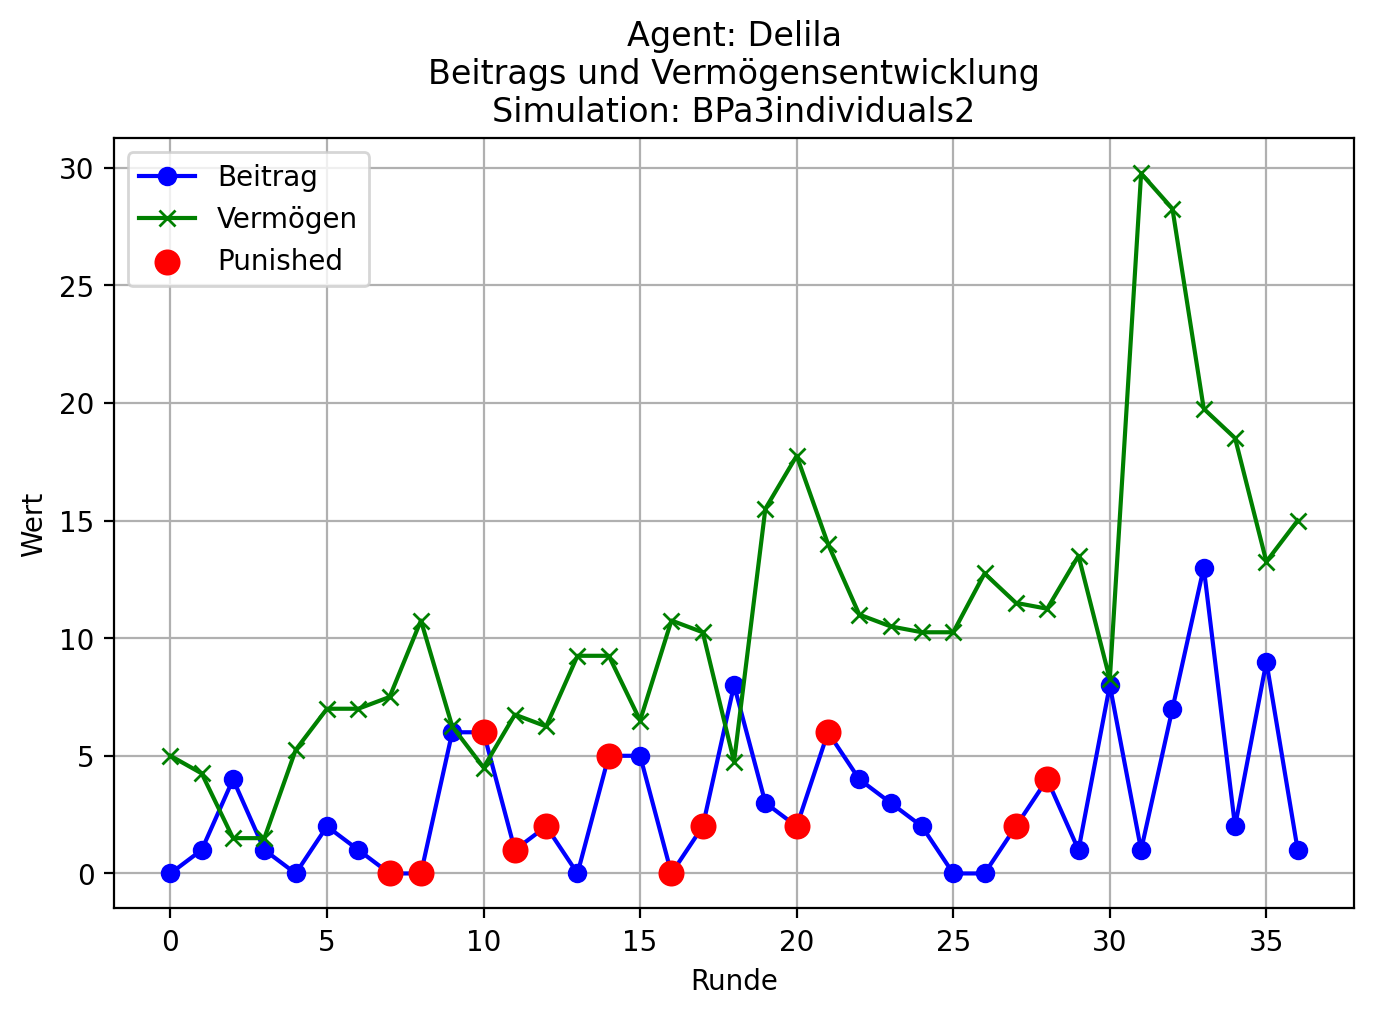 Agent: Delila
Beitrags und Vermögensentwicklung
Simulation: BPa3individuals2
Beitrag
Vermögen
Punished
30
25
20
15
10
5
0
Wert
0 5 10 15 20 25 30 35
Runde